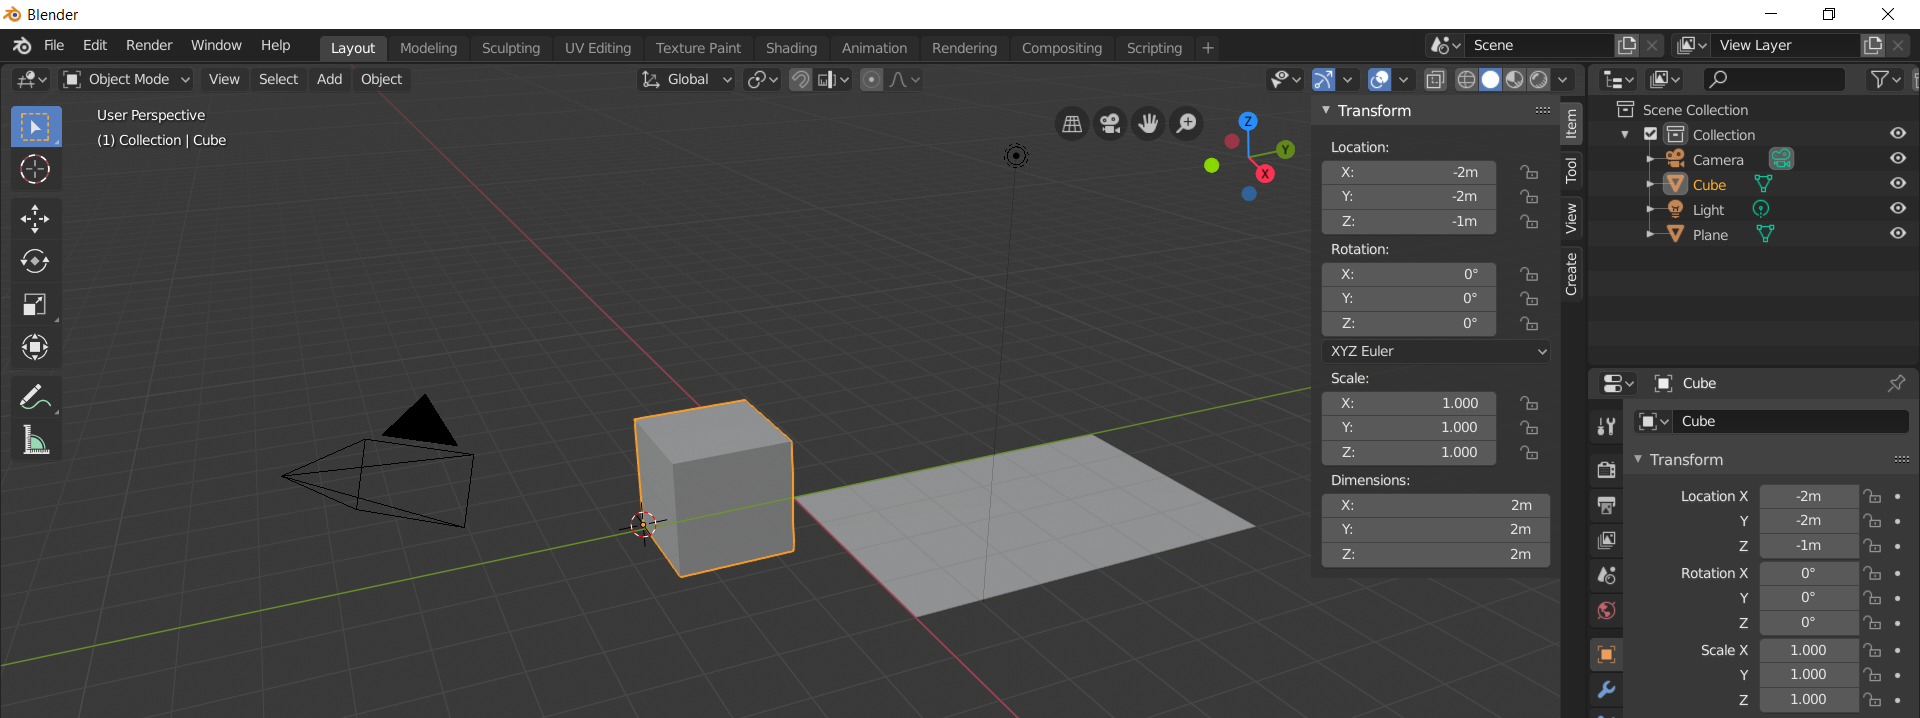 Blender
File Edit Render Window Help Layout Modeling Sculpting UV Editing Texture Paint Shading Animation Rendering Compositing Scripting + Scene View Layer
Object Mode View Select Add Object Global
User Perspective
(1) Collection | Cube
Z
Y
X
Transform
Location:
X: -2m
Y: -2m
Z: -1m
Rotation:
X: 0°
Y: 0°
Z: 0°
XYZ Euler
Scale:
X: 1.000
Y: 1.000
Z: 1.000
Dimensions:
X: 2m
Y: 2m
Z: 2m
Item
Tool
View
Create
Scene Collection
Collection
Camera
Cube
Light
Plane
Cube
Cube
Transform
Location X -2m
Y -2m
Z -1m
Rotation X 0°
Y 0°
Z 0°
Scale X 1.000
Y 1.000
Z 1.000